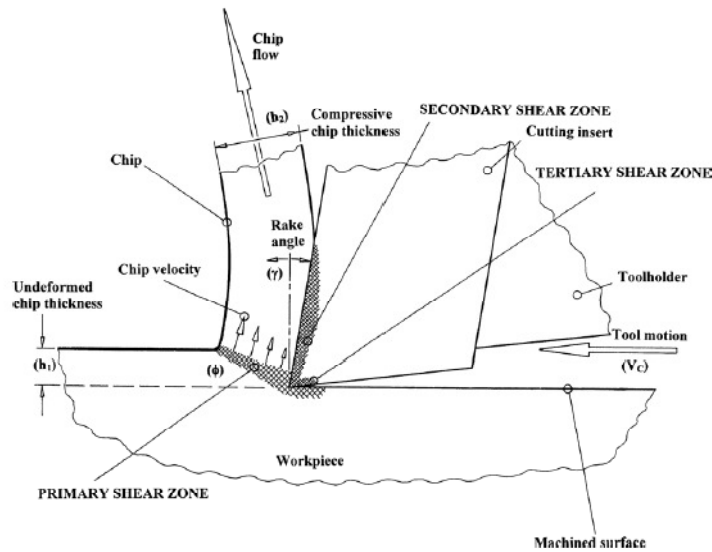 Chip
flow
(b₂)
Compressive
chip thickness
SECONDARY SHEAR ZONE
Cutting insert
TERTIARY SHEAR ZONE
Chip
Rake
angle
(γ)
Chip velocity
Undeformed
chip thickness
Toolholder
Tool motion
(h₁)
(ϕ)
(V_C)
Workpiece
PRIMARY SHEAR ZONE
Machined surface